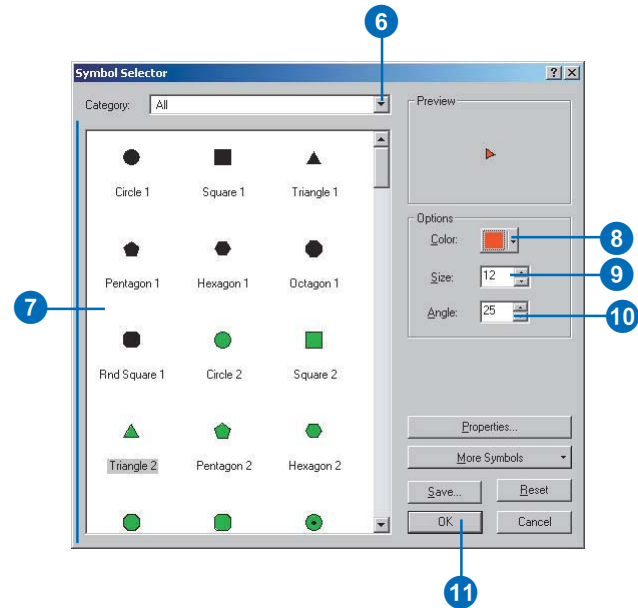 6
Symbol Selector
Category: All
Preview
Circle 1 Square 1 Triangle 1
Options
Color:
8
Size: 12
9
Pentagon 1 Hexagon 1 Octagon 1
Angle: 25
10
7
Rnd Square 1 Circle 2 Square 2
Properties...
More Symbols
Triangle 2 Pentagon 2 Hexagon 2
Save... Reset
OK Cancel
11